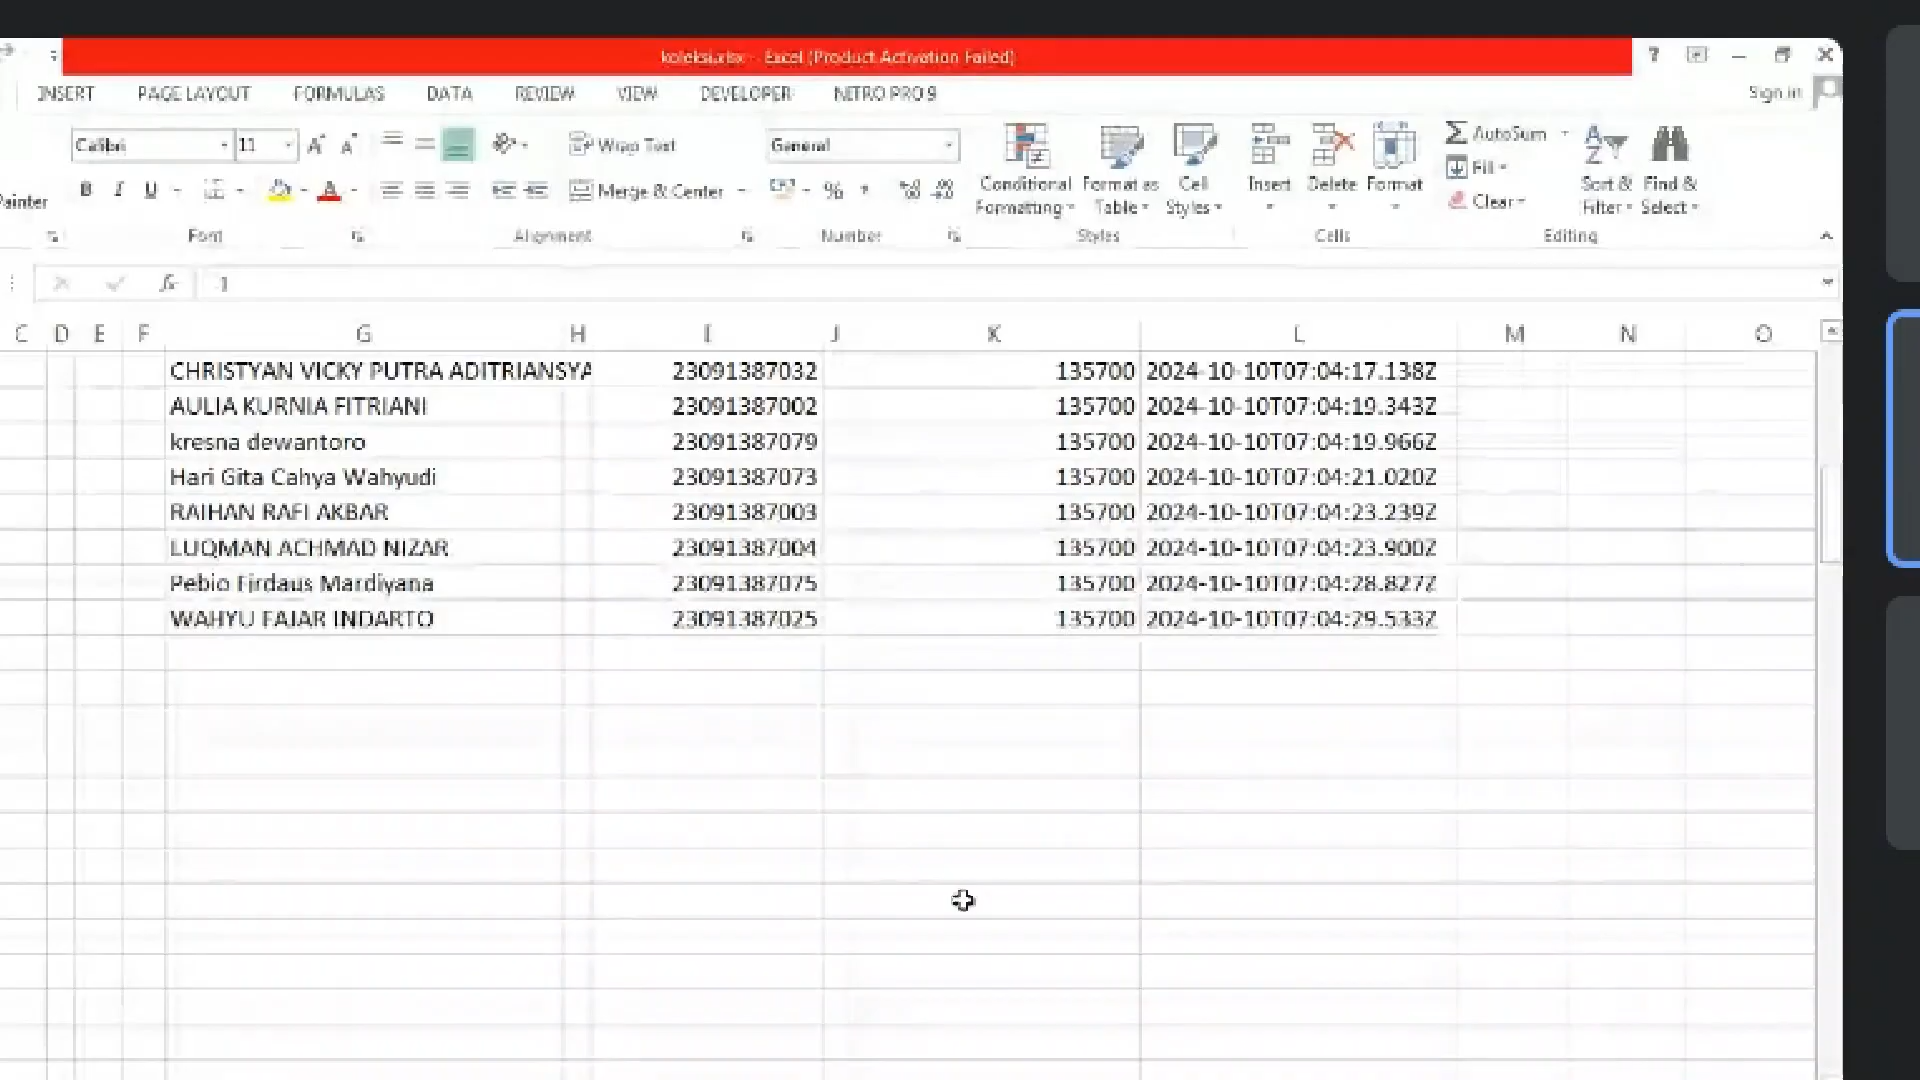 koleksi.xlsx - Excel (Product Activation Failed)
INSERT PAGE LAYOUT FORMULAS DATA REVIEW VIEW DEVELOPER NITRO PRO 9 Sign in
Calibri 11 Wrap Text General AutoSum
Painter B I U Merge & Center % Conditional Formatting Format as Table Cell Styles Insert Delete Format Fill Clear Sort & Filter Find & Select
Font Alignment Number Styles Cells Editing
fx 1
C D E F G H I J K L M N O
CHRISTYAN VICKY PUTRA ADITRIANSYA 23091387032 135700 2024-10-10T07:04:17.138Z
AULIA KURNIA FITRIANI 23091387002 135700 2024-10-10T07:04:19.343Z
kresna dewantoro 23091387079 135700 2024-10-10T07:04:19.966Z
Hari Gita Cahya Wahyudi 23091387073 135700 2024-10-10T07:04:21.020Z
RAIHAN RAFI AKBAR 23091387003 135700 2024-10-10T07:04:23.239Z
LUQMAN ACHMAD NIZAR 23091387004 135700 2024-10-10T07:04:23.900Z
Pebio Firdaus Mardiyana 23091387075 135700 2024-10-10T07:04:28.827Z
WAHYU FAJAR INDARTO 23091387025 135700 2024-10-10T07:04:29.533Z